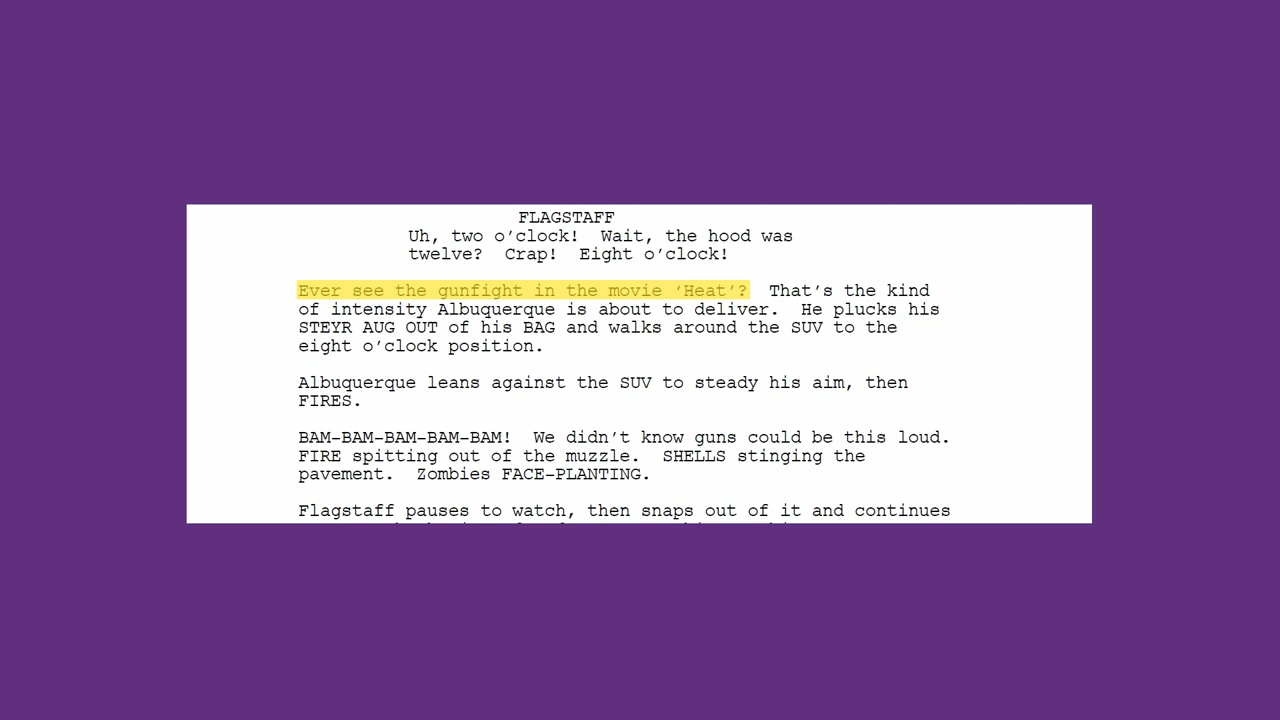 FLAGSTAFF
Uh, two o’clock!  Wait, the hood was
twelve?  Crap!  Eight o’clock!
Ever see the gunfight in the movie ‘Heat’?  That’s the kind
of intensity Albuquerque is about to deliver.  He plucks his
STEYR AUG OUT of his BAG and walks around the SUV to the
eight o’clock position.
Albuquerque leans against the SUV to steady his aim, then
FIRES.
BAM-BAM-BAM-BAM-BAM!  We didn’t know guns could be this loud.
FIRE spitting out of the muzzle.  SHELLS stinging the
pavement.  Zombies FACE-PLANTING.
Flagstaff pauses to watch, then snaps out of it and continues